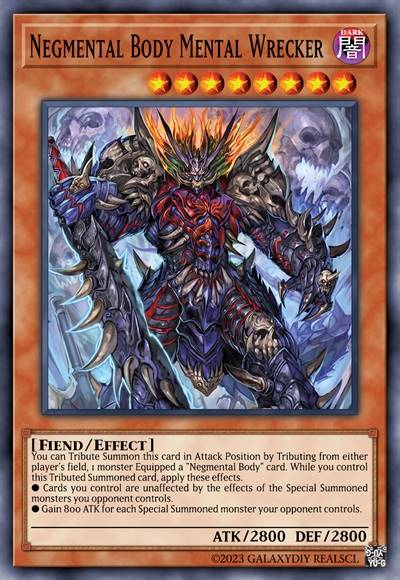 Negmental Body Mental Wrecker
DARK
闇
[Fiend/Effect]
You can Tribute Summon this card in Attack Position by Tributing from either
player's field, 1 monster Equipped a "Negmental Body" card. While you control
this Tributed Summoned card, apply these effects.
● Cards you control are unaffected by the effects of the Special Summoned
monsters you opponent controls.
● Gain 800 ATK for each Special Summoned monster your opponent controls.
ATK/2800 DEF/2800
©2023 GALAXYDIY REALSCL